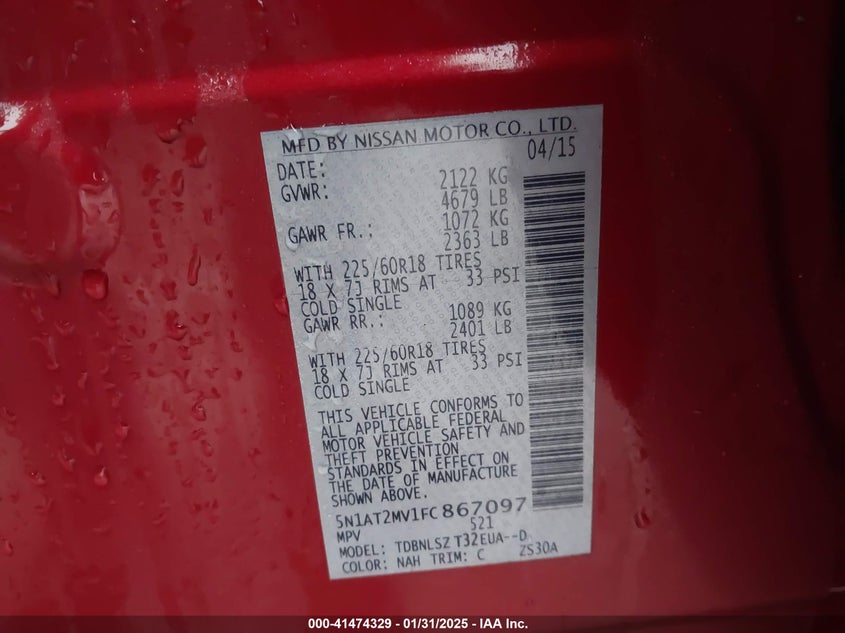 MFD BY NISSAN MOTOR CO., LTD.
DATE: 04/15
GVWR: 2122 KG
4679 LB
GAWR FR.: 1072 KG
2363 LB
WITH 225/60R18 TIRES
18 X 7J RIMS AT 33 PSI
COLD SINGLE
GAWR RR.: 1089 KG
2401 LB
WITH 225/60R18 TIRES
18 X 7J RIMS AT 33 PSI
COLD SINGLE
THIS VEHICLE CONFORMS TO
ALL APPLICABLE FEDERAL
MOTOR VEHICLE SAFETY AND
THEFT PREVENTION
STANDARDS IN EFFECT ON
THE DATE OF MANUFACTURE
SHOWN ABOVE.
5N1AT2MV1FC867097
MPV 521
MODEL: TDBNLSZ T32EUA--D
COLOR: NAH TRIM: C ZS30A
000-41474329 - 01/31/2025 - IAA Inc.